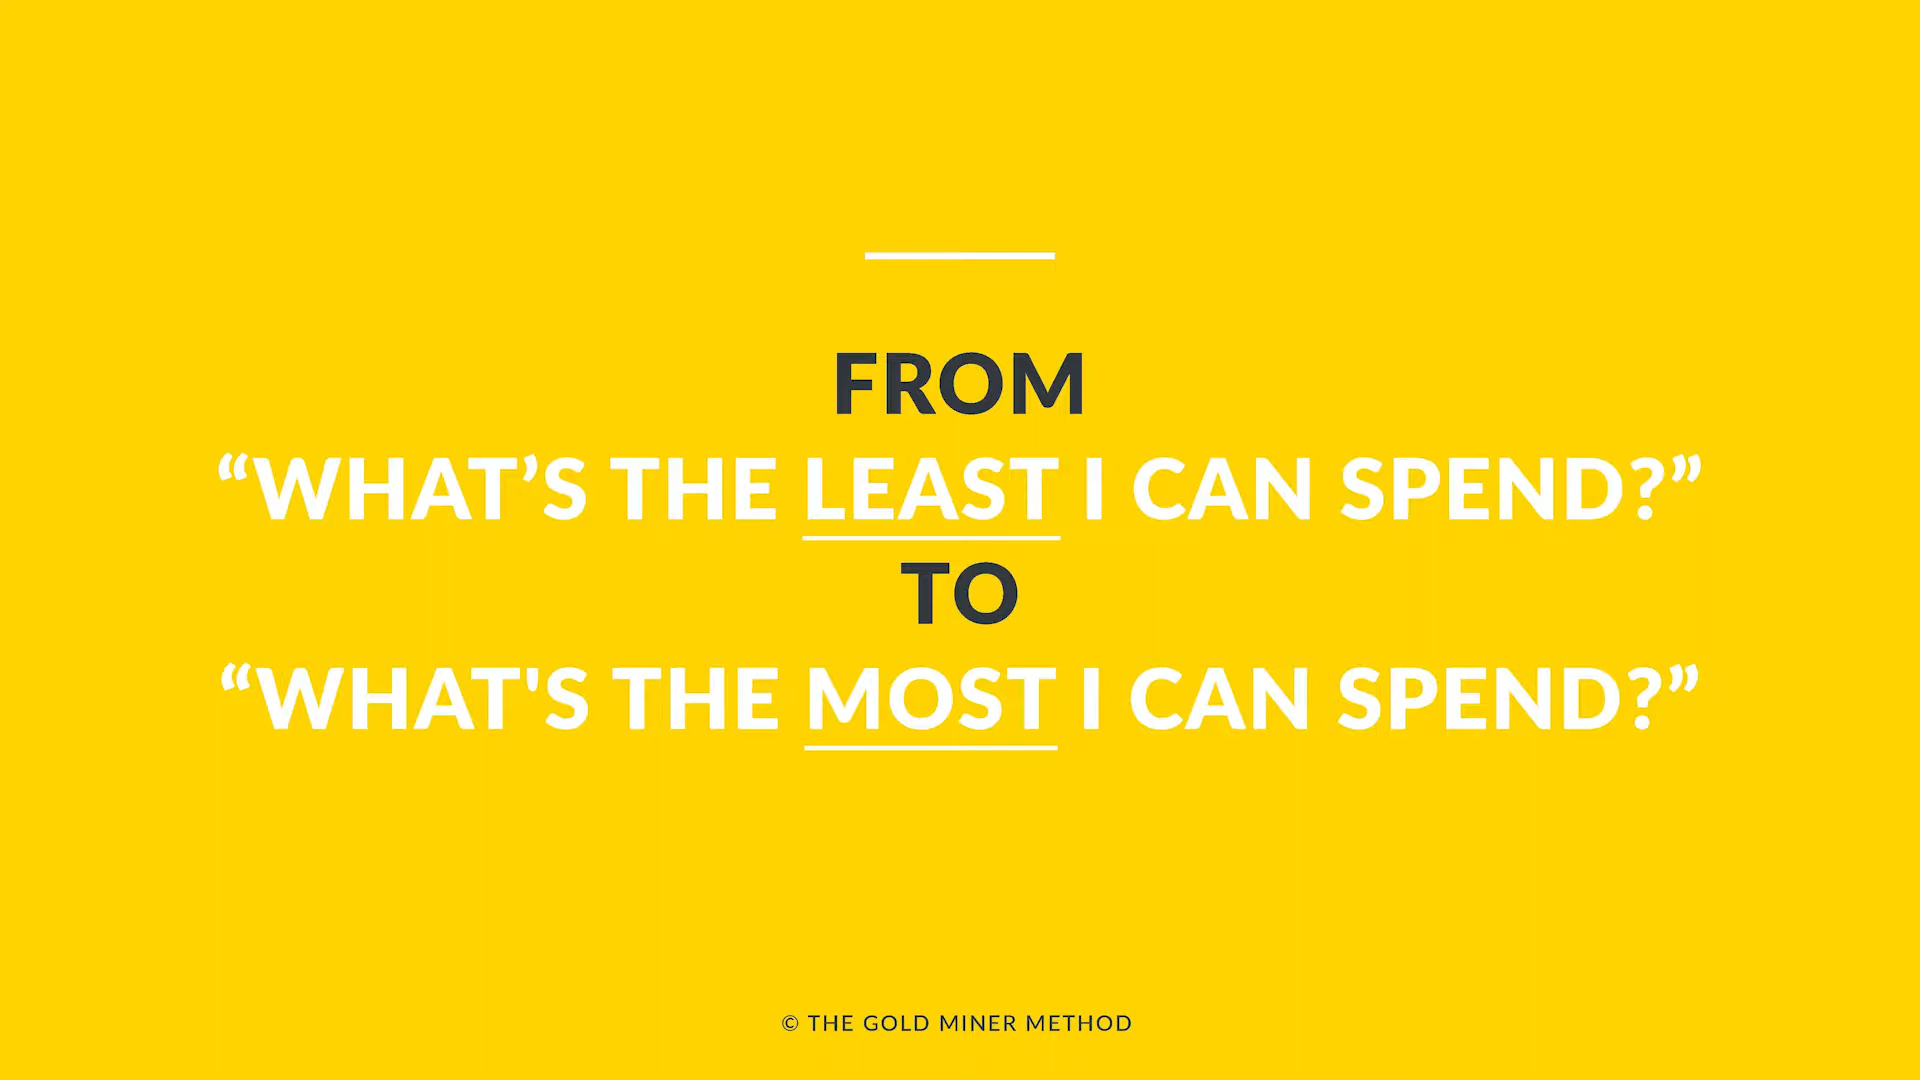 FROM
“WHAT’S THE LEAST I CAN SPEND?”
TO
“WHAT'S THE MOST I CAN SPEND?”
© THE GOLD MINER METHOD